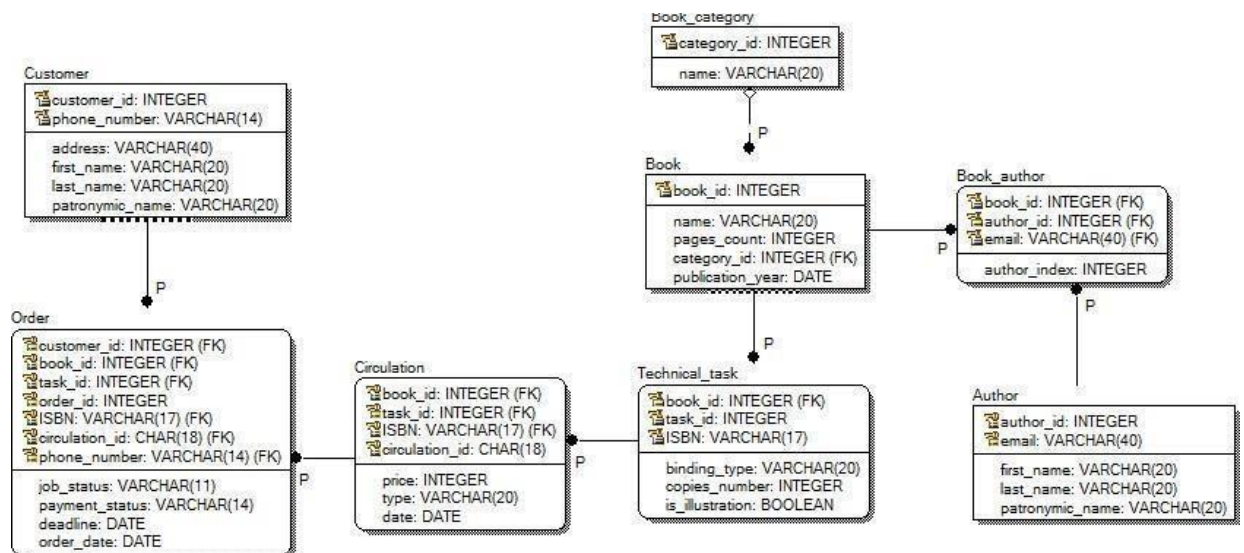 Book_category
category_id: INTEGER
name: VARCHAR(20)
P
Customer
customer_id: INTEGER
phone_number: VARCHAR(14)
address: VARCHAR(40)
first_name: VARCHAR(20)
last_name: VARCHAR(20)
patronymic_name: VARCHAR(20)
P
Book
book_id: INTEGER
name: VARCHAR(20)
pages_count: INTEGER
category_id: INTEGER (FK)
publication_year: DATE
P
Book_author
book_id: INTEGER (FK)
author_id: INTEGER (FK)
email: VARCHAR(40) (FK)
author_index: INTEGER
P
P
Order
customer_id: INTEGER (FK)
book_id: INTEGER (FK)
task_id: INTEGER (FK)
order_id: INTEGER
ISBN: VARCHAR(17) (FK)
circulation_id: CHAR(18) (FK)
phone_number: VARCHAR(14) (FK)
job_status: VARCHAR(11)
payment_status: VARCHAR(14)
deadline: DATE
order_date: DATE
P
Circulation
book_id: INTEGER (FK)
task_id: INTEGER (FK)
ISBN: VARCHAR(17) (FK)
circulation_id: CHAR(18)
price: INTEGER
type: VARCHAR(20)
date: DATE
P
Technical_task
book_id: INTEGER (FK)
task_id: INTEGER
ISBN: VARCHAR(17)
binding_type: VARCHAR(20)
copies_number: INTEGER
is_illustration: BOOLEAN
P
Author
author_id: INTEGER
email: VARCHAR(40)
first_name: VARCHAR(20)
last_name: VARCHAR(20)
patronymic_name: VARCHAR(20)